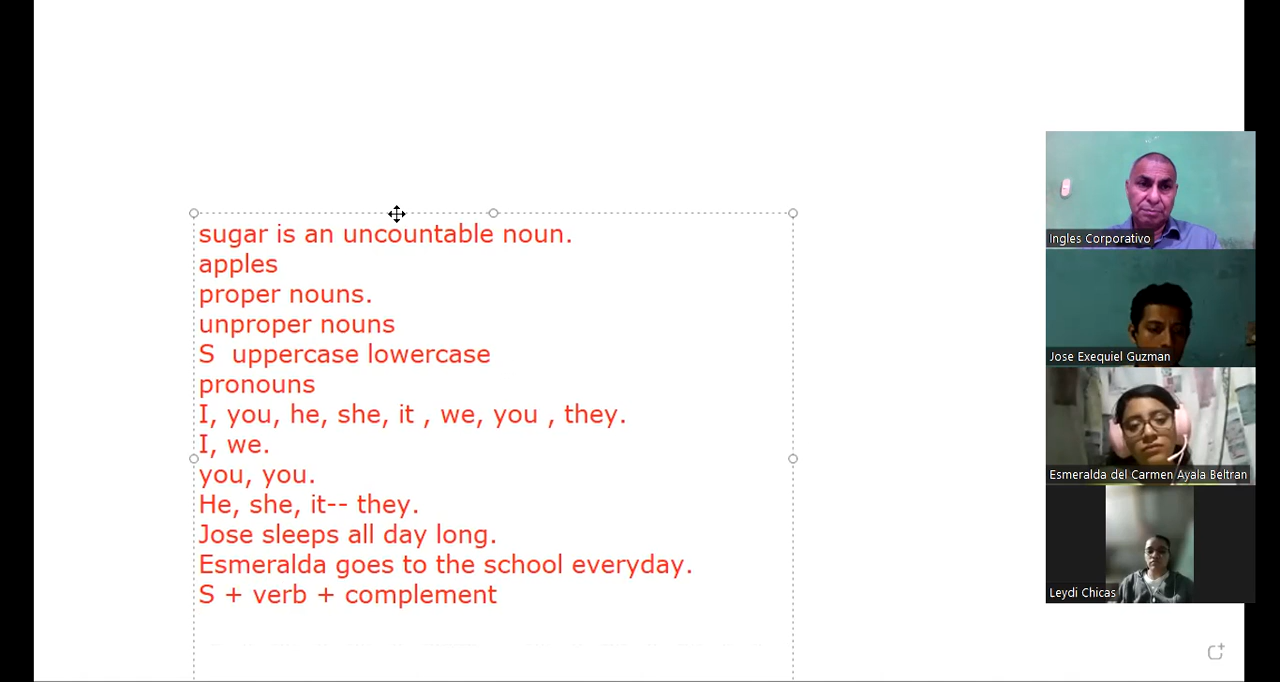 sugar is an uncountable noun.
apples
proper nouns.
unproper nouns
S  uppercase lowercase
pronouns
I, you, he, she, it , we, you , they.
I, we.
you, you.
He, she, it-- they.
Jose sleeps all day long.
Esmeralda goes to the school everyday.
S + verb + complement
Ingles Corporativo
Jose Exequiel Guzman
Esmeralda del Carmen Ayala Beltran
Leydi Chicas